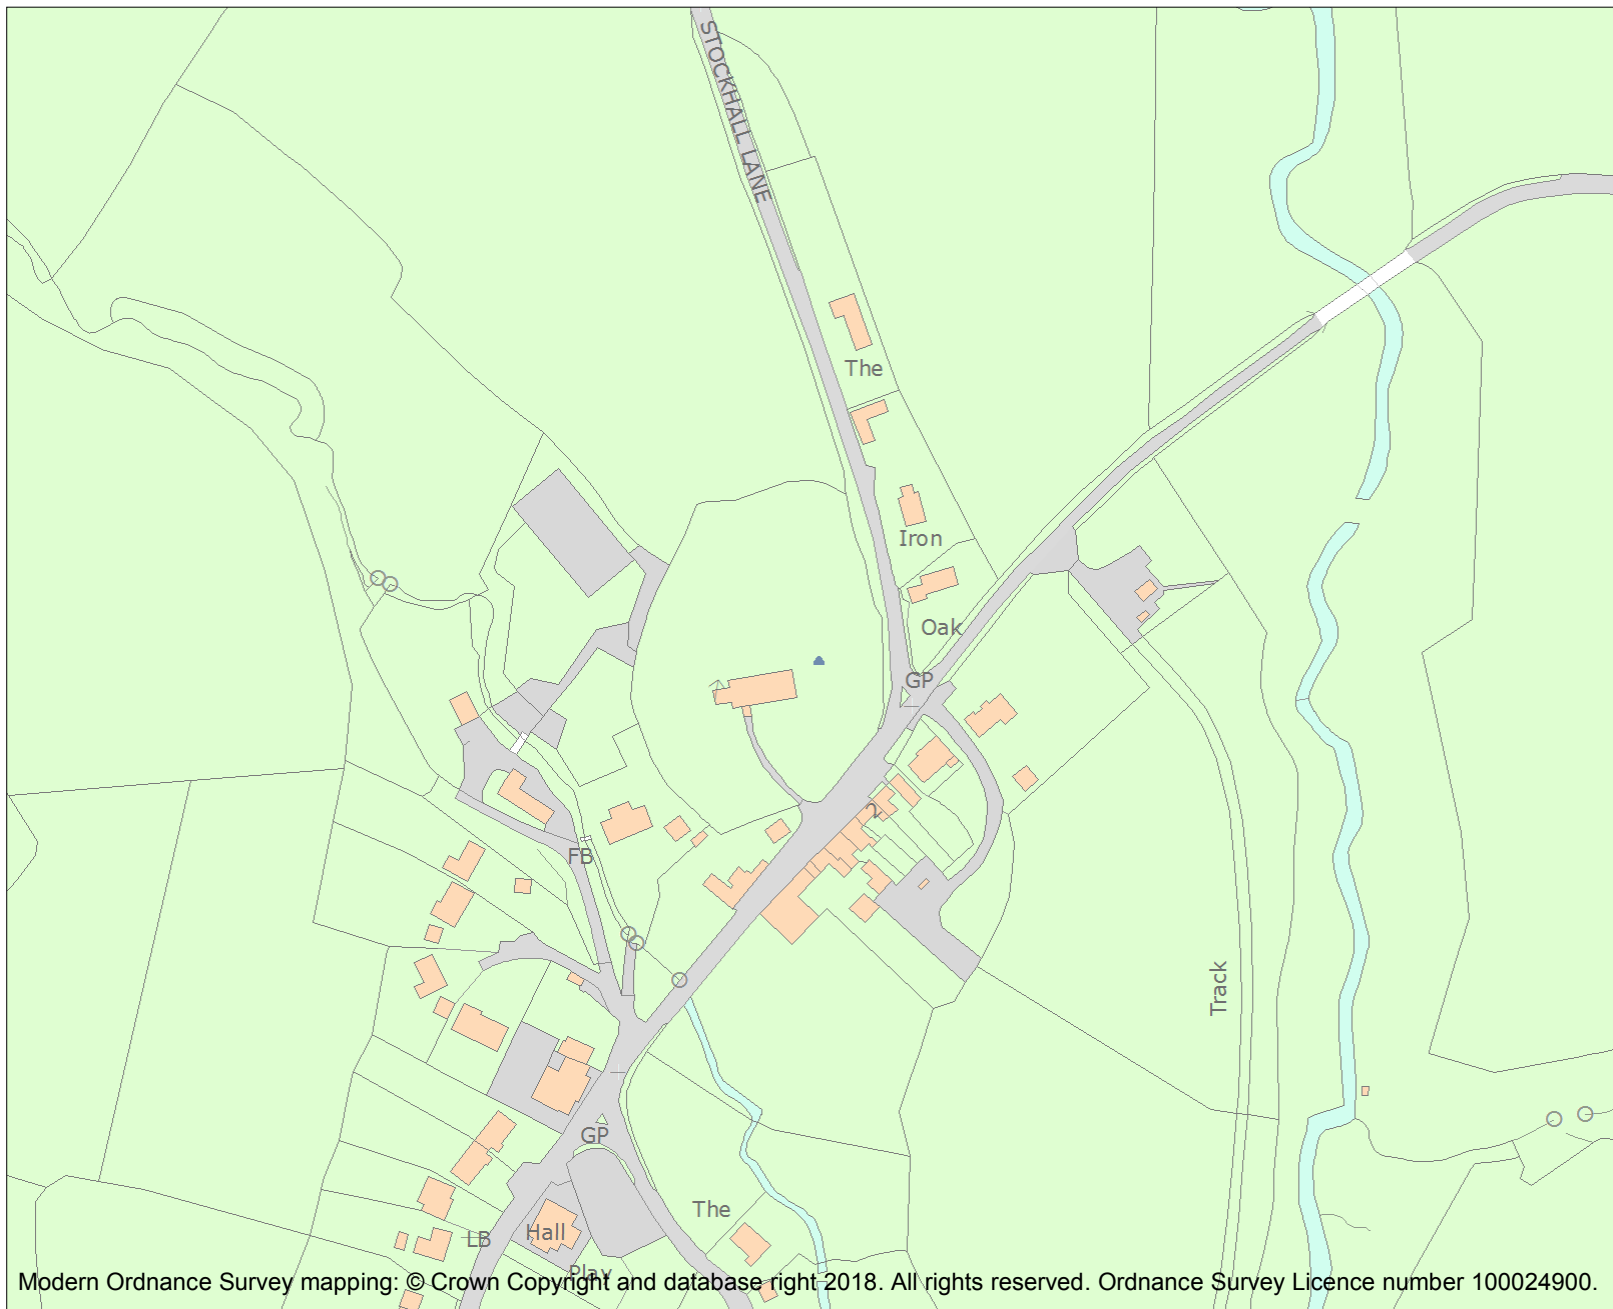 STOCKHALL LANE
The
Iron
Oak
GP
2
FB
Track
GP
The
Hall
LB
Play
Modern Ordnance Survey mapping: © Crown Copyright and database right 2018. All rights reserved. Ordnance Survey Licence number 100024900.